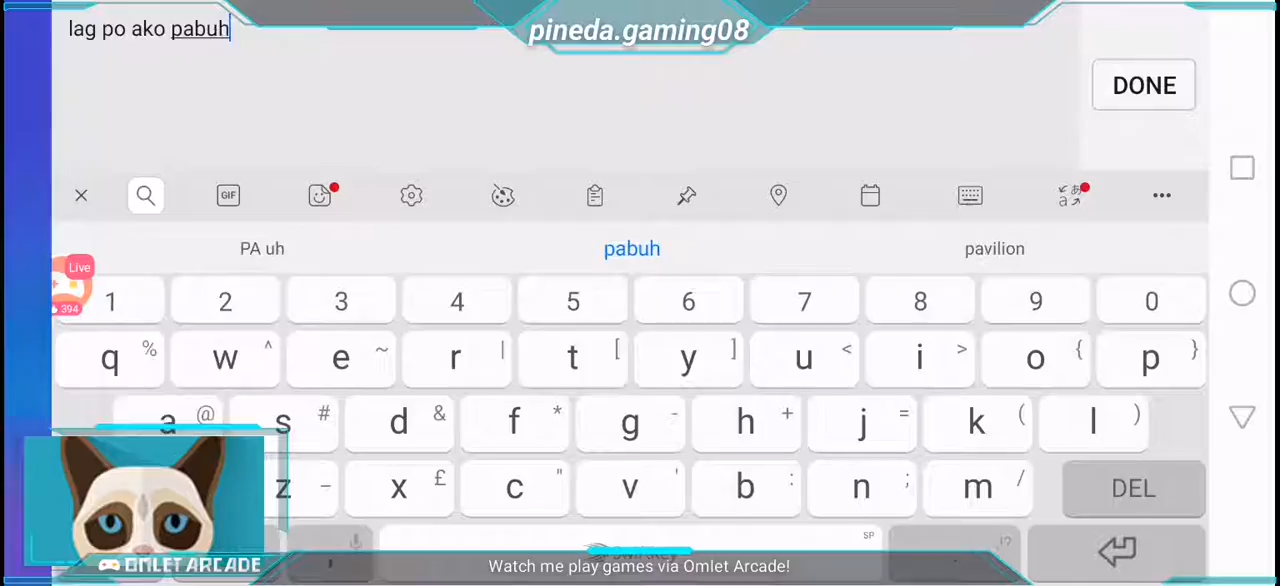 lag po ako pabuh
pineda.gaming08
DONE
GIF
PA uh pabuh pavilion
Live
394
1 2 3 4 5 6 7 8 9 0
q % w ^ e ~ r | t [ y ] u < i > o { p }
a @ s # d & f * g - h + j = k ( l )
z _ x £ c " v ' b : n ; m / DEL
SP
, . !?
OMLET ARCADE
Watch me play games via Omlet Arcade!